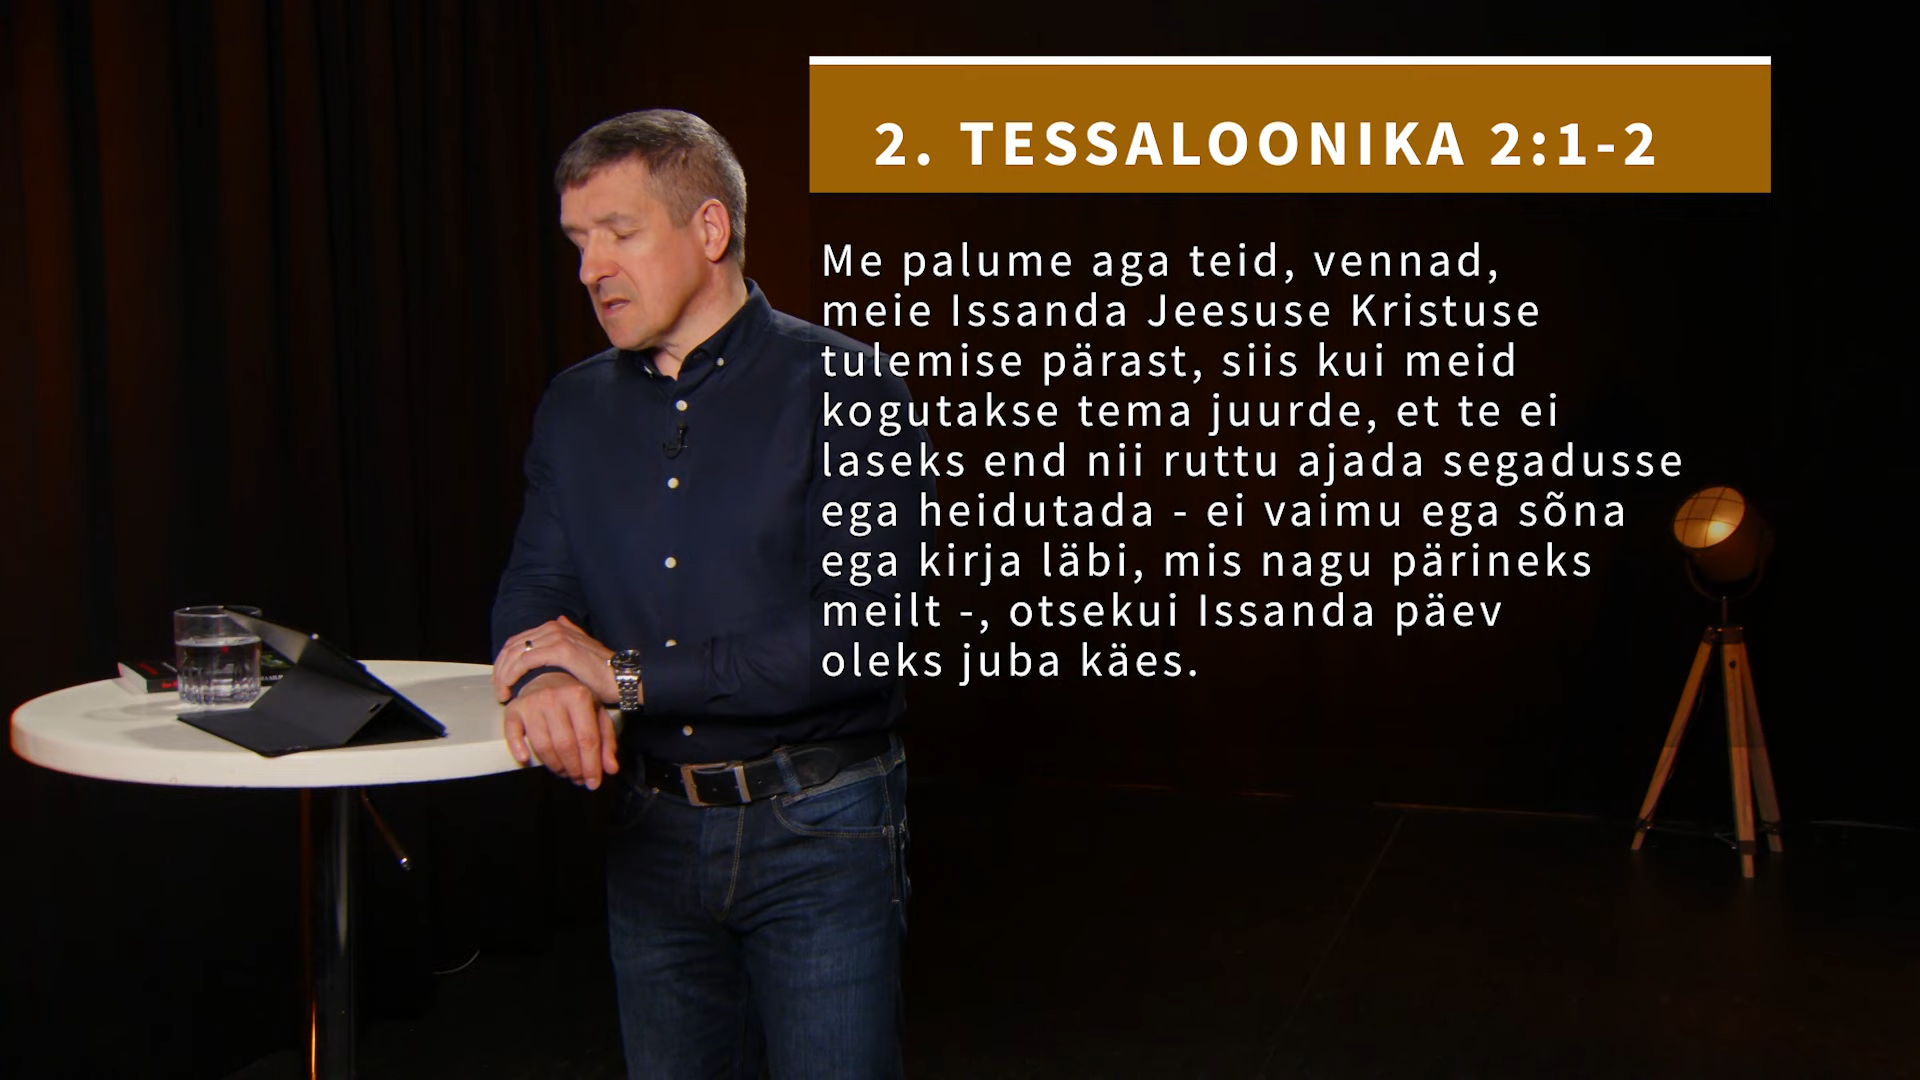 2. TESSALOONIKA 2:1-2
Me palume aga teid, vennad,
meie Issanda Jeesuse Kristuse
tulemise pärast, siis kui meid
kogutakse tema juurde, et te ei
laseks end nii ruttu ajada segadusse
ega heidutada - ei vaimu ega sõna
ega kirja läbi, mis nagu pärineks
meilt -, otsekui Issanda päev
oleks juba käes.